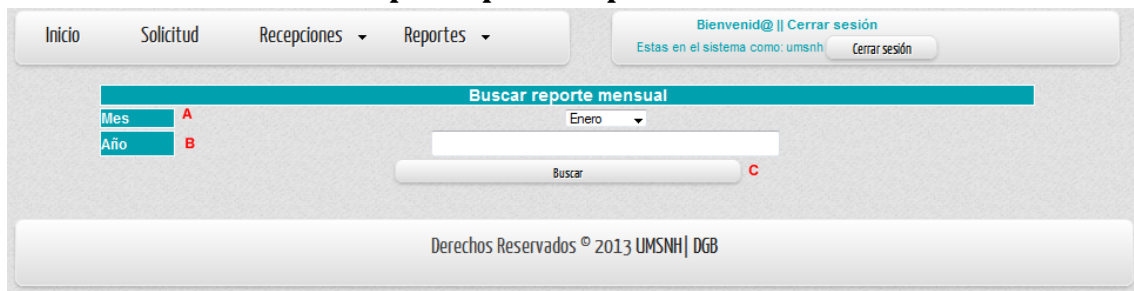 Inicio Solicitud Recepciones Reportes
Bienvenid@ || Cerrar sesión
Estas en el sistema como: umsnh Cerrar sesión
Buscar reporte mensual
Mes A Enero
Año B
Buscar C
Derechos Reservados © 2013 UMSNH| DGB